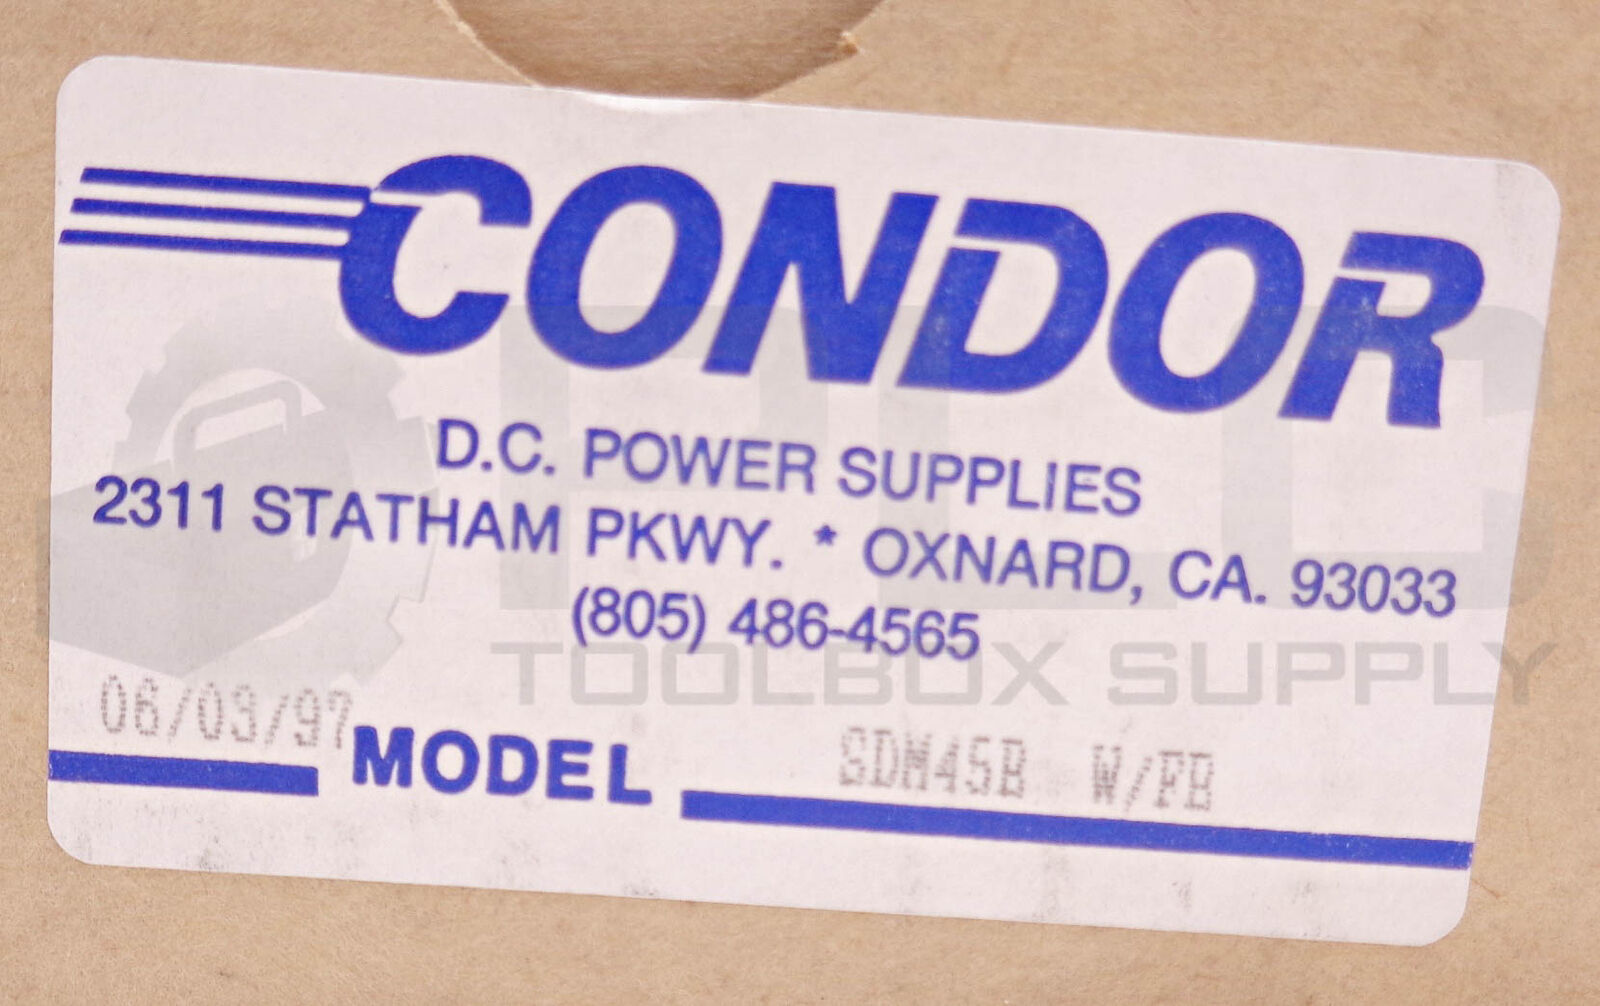 CONDOR
D.C. POWER SUPPLIES
2311 STATHAM PKWY. * OXNARD, CA. 93033
(805) 486-4565
06/03/97 MODEL SDM45B W/FB
PLC
TOOLBOX SUPPLY